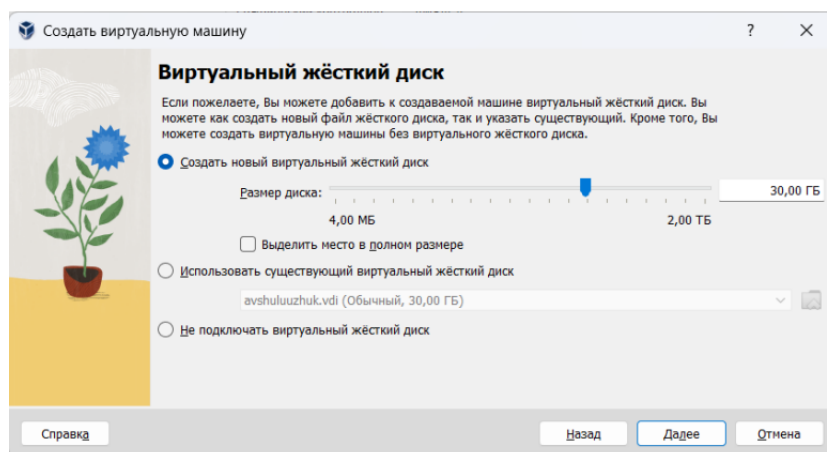 Создать виртуальную машину
?
Виртуальный жёсткий диск
Если пожелаете, Вы можете добавить к создаваемой машине виртуальный жёсткий диск. Вы
можете как создать новый файл жёсткого диска, так и указать существующий. Кроме того, Вы
можете создать виртуальную машины без виртуального жёсткого диска.
Создать новый виртуальный жёсткий диск
Размер диска:
30,00 ГБ
4,00 МБ
2,00 ТБ
Выделить место в полном размере
Использовать существующий виртуальный жёсткий диск
avshuluuzhuk.vdi (Обычный, 30,00 ГБ)
Не подключать виртуальный жёсткий диск
Справка
Назад
Далее
Отмена